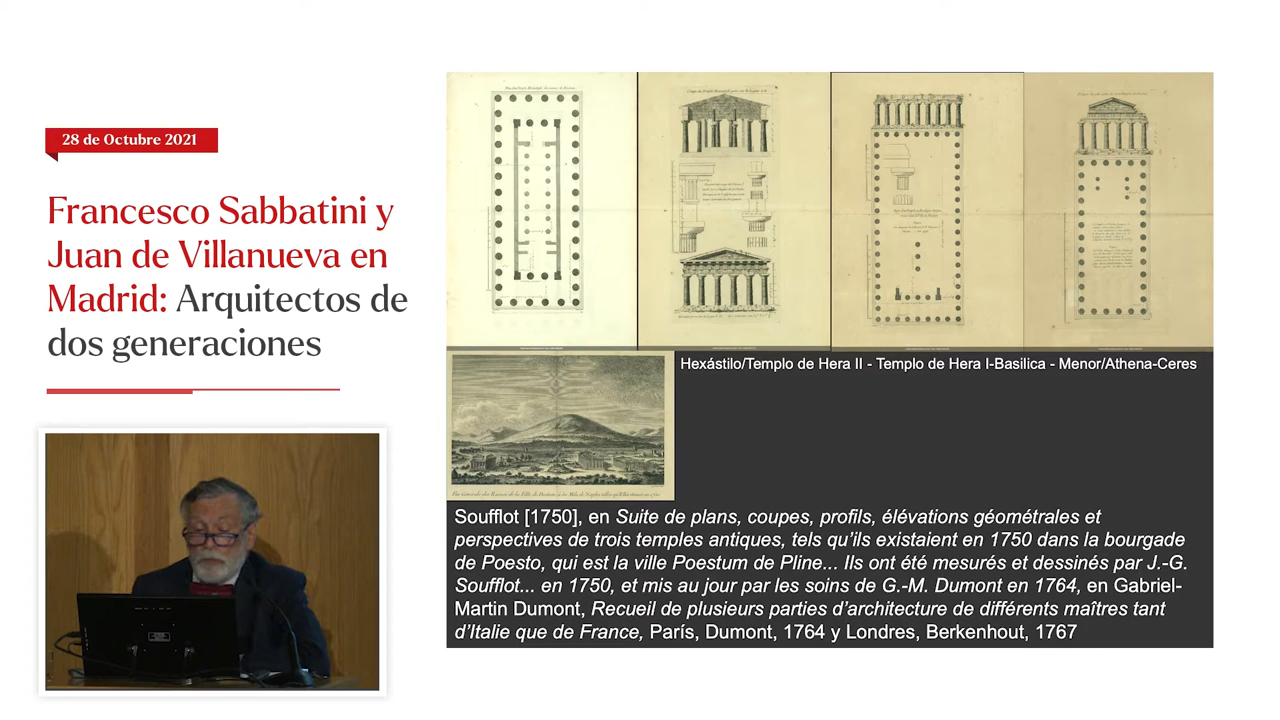 28 de Octubre 2021
Francesco Sabbatini y
Juan de Villanueva en
Madrid: Arquitectos de
dos generaciones
Hexástilo/Templo de Hera II - Templo de Hera I-Basilica - Menor/Athena-Ceres
Soufflot [1750], en Suite de plans, coupes, profils, élévations géométrales et
perspectives de trois temples antiques, tels qu’ils existaient en 1750 dans la bourgade
de Poesto, qui est la ville Poestum de Pline... Ils ont été mesurés et dessinés par J.-G.
Soufflot... en 1750, et mis au jour par les soins de G.-M. Dumont en 1764, en Gabriel-
Martin Dumont, Recueil de plusieurs parties d’architecture de différents maîtres tant
d’Italie que de France, París, Dumont, 1764 y Londres, Berkenhout, 1767